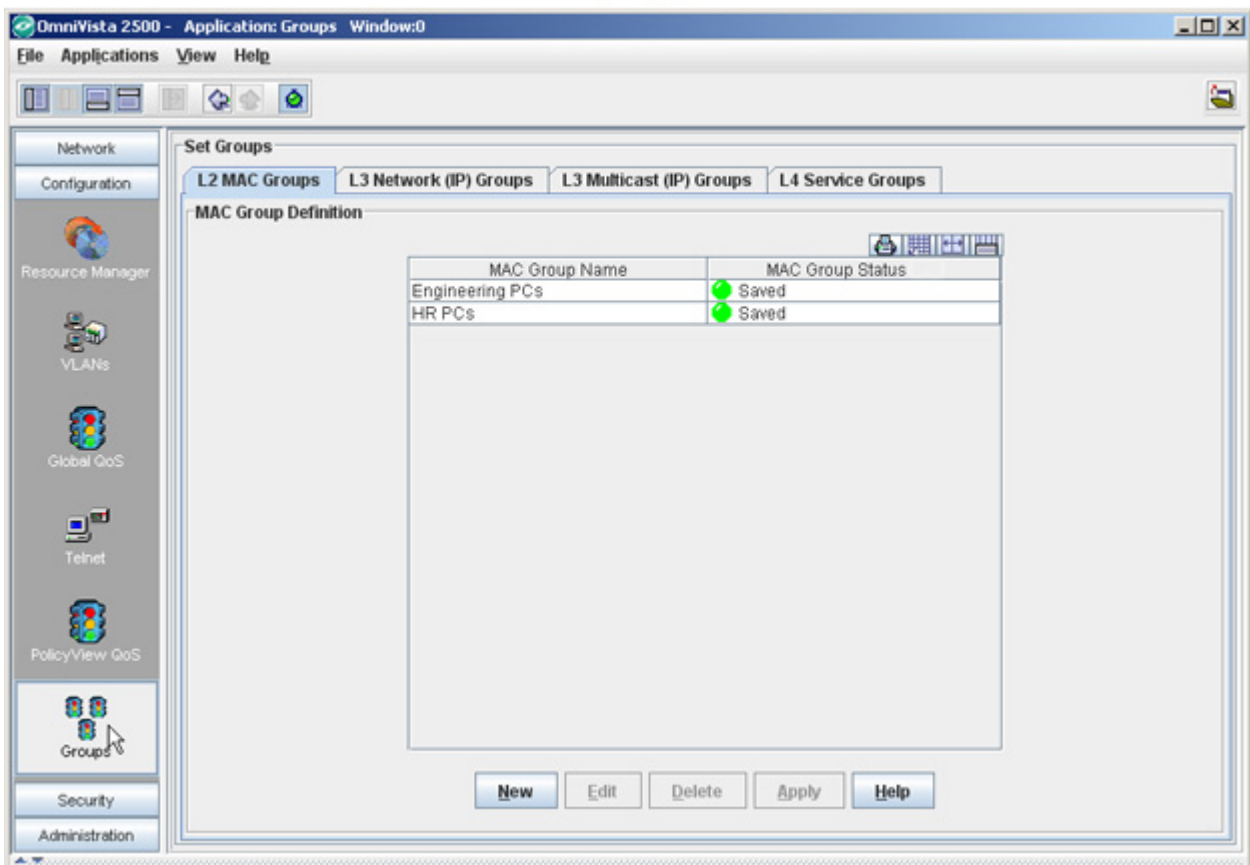 OmniVista 2500 - Application: Groups Window:0
File Applications View Help
Network
Configuration
Resource Manager
VLANs
Global QoS
Telnet
PolicyView QoS
Groups
Security
Administration
Set Groups
L2 MAC Groups L3 Network (IP) Groups L3 Multicast (IP) Groups L4 Service Groups
MAC Group Definition
MAC Group Name MAC Group Status
Engineering PCs Saved
HR PCs Saved
New Edit Delete Apply Help